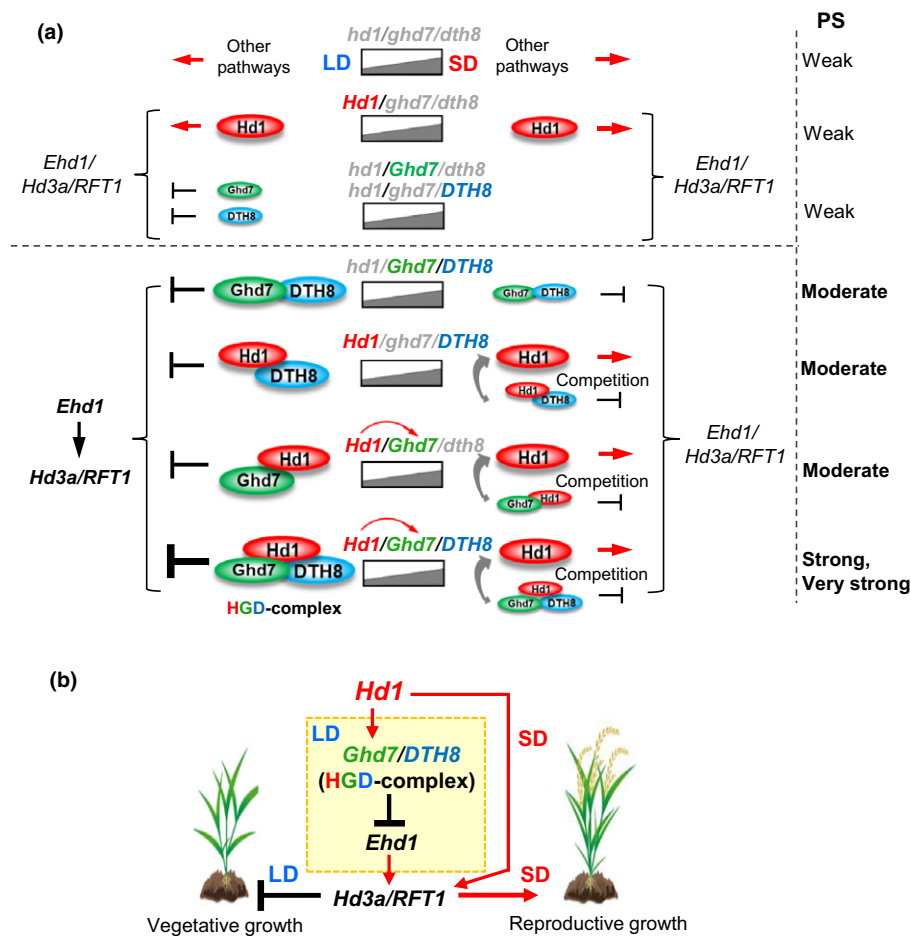 (a)
PS
hd1/ghd7/dth8
Other pathways
LD
SD
Other pathways
Weak
Hd1/ghd7/dth8
Hd1
Hd1
Weak
Ehd1/
Hd3a/RFT1
Ehd1/
Hd3a/RFT1
hd1/Ghd7/dth8
hd1/ghd7/DTH8
Ghd7
DTH8
Weak
hd1/Ghd7/DTH8
Ghd7
DTH8
Ghd7
DTH8
Moderate
Hd1/ghd7/DTH8
Hd1
DTH8
Hd1
Competition
Hd1
DTH8
Moderate
Ehd1
Hd3a/RFT1
Ehd1/
Hd3a/RFT1
Hd1/Ghd7/dth8
Hd1
Ghd7
Hd1
Competition
Ghd7
Hd1
Moderate
Hd1/Ghd7/DTH8
Hd1
Ghd7
DTH8
HGD-complex
Hd1
Competition
Hd1
Ghd7
DTH8
Strong,
Very strong
(b)
Hd1
LD
SD
Ghd7/DTH8
(HGD-complex)
Ehd1
LD
SD
Hd3a/RFT1
Vegetative growth
Reproductive growth